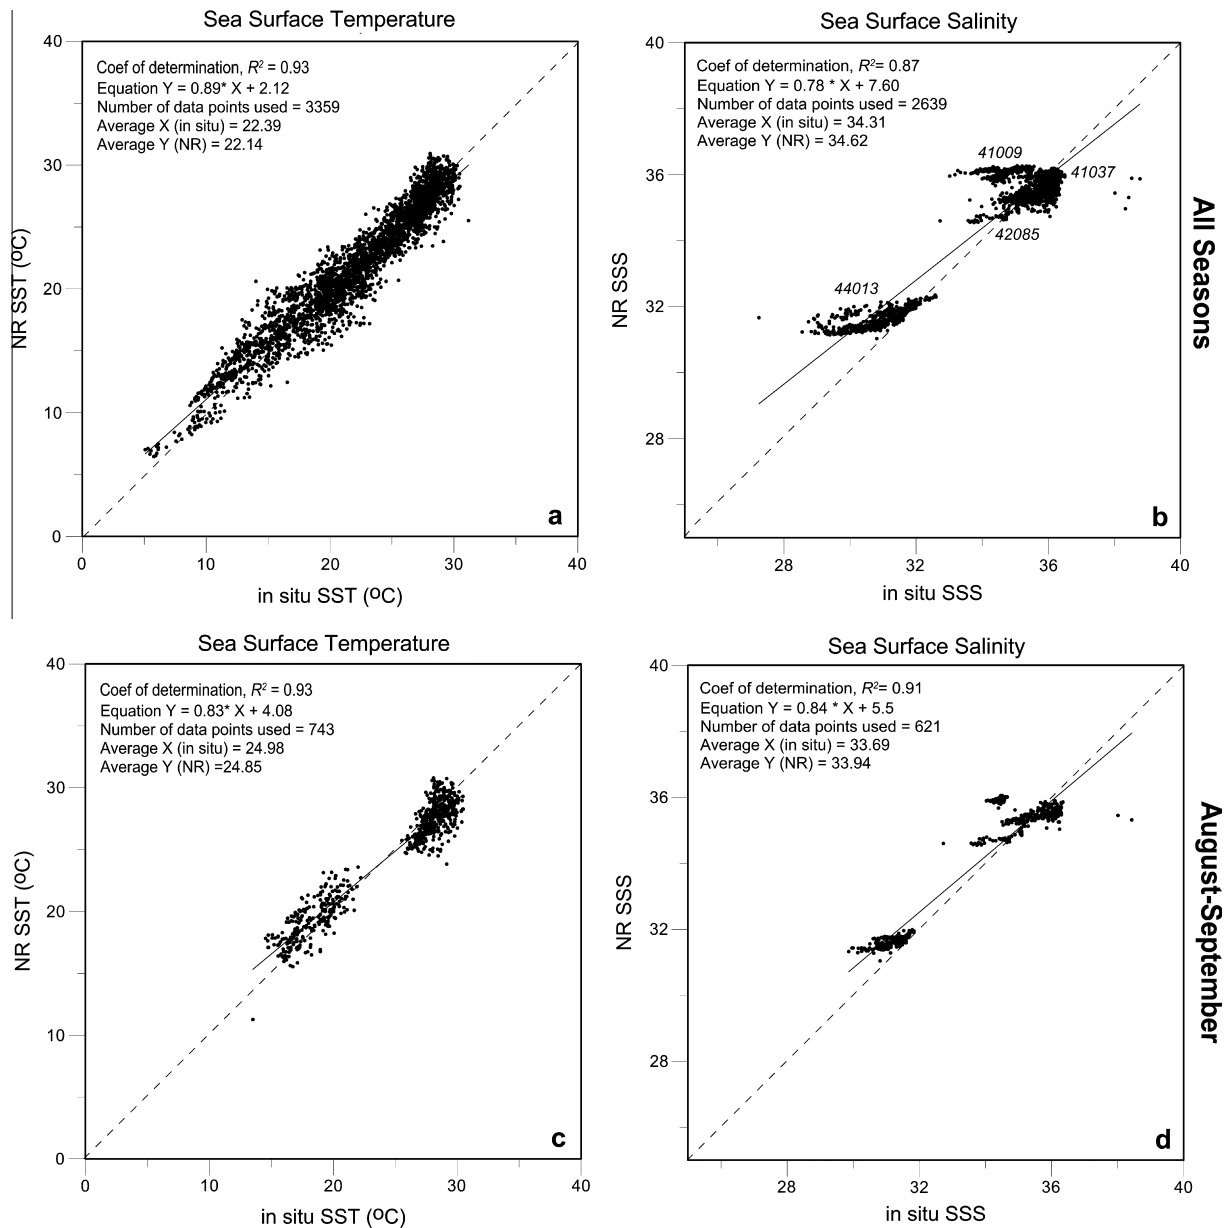 Sea Surface Temperature
Coef of determination, R² = 0.93
Equation Y = 0.89* X + 2.12
Number of data points used = 3359
Average X (in situ) = 22.39
Average Y (NR) = 22.14
40
30
20
10
0
NR SST (ºC)
a
0
10
20
30
40
in situ SST (ºC)
Sea Surface Salinity
Coef of determination, R²= 0.87
Equation Y = 0.78 * X + 7.60
Number of data points used = 2639
Average X (in situ) = 34.31
Average Y (NR) = 34.62
40
36
32
28
NR SSS
41009
41037
42085
44013
b
28
32
36
40
in situ SSS
All Seasons
Sea Surface Temperature
Coef of determination, R² = 0.93
Equation Y = 0.83* X + 4.08
Number of data points used = 743
Average X (in situ) = 24.98
Average Y (NR) =24.85
40
30
20
10
0
NR SST (ºC)
c
0
10
20
30
40
in situ SST (ºC)
Sea Surface Salinity
Coef of determination, R²= 0.91
Equation Y = 0.84 * X + 5.5
Number of data points used = 621
Average X (in situ) = 33.69
Average Y (NR) = 33.94
40
36
32
28
NR SSS
d
28
32
36
40
in situ SSS
August-September